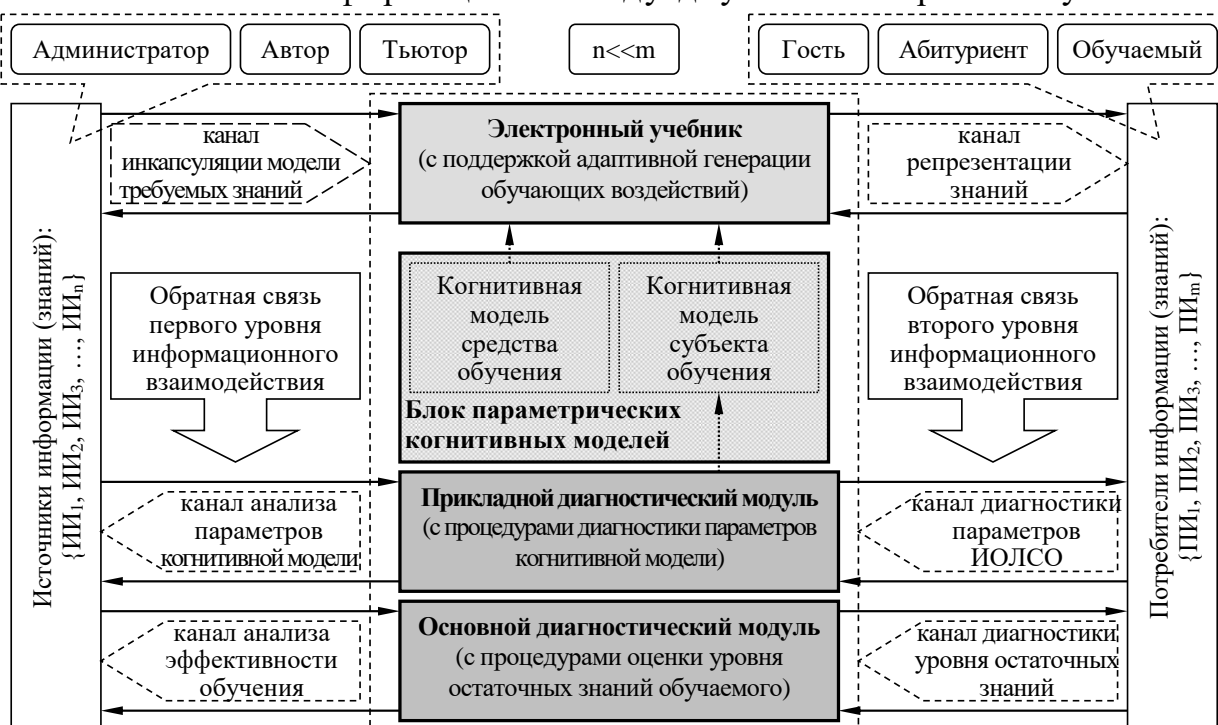 Администратор
Автор
Тьютор
n<<m
Гость
Абитуриент
Обучаемый
Источники информации (знаний):
{ИИ₁, ИИ₂, ИИ₃, …, ИИₙ}
канал
инкапсуляции модели
требуемых знаний
Электронный учебник
(с поддержкой адаптивной генерации
обучающих воздействий)
канал
репрезентации
знаний
Потребители информации (знаний):
{ПИ₁, ПИ₂, ПИ₃, …, ПИₘ}
Обратная связь
первого уровня
информационного
взаимодействия
Когнитивная
модель
средства
обучения
Когнитивная
модель
субъекта
обучения
Блок параметрических
когнитивных моделей
Обратная связь
второго уровня
информационного
взаимодействия
канал анализа
параметров
когнитивной модели
Прикладной диагностический модуль
(с процедурами диагностики параметров
когнитивной модели)
канал диагностики
параметров
ИОЛСО
канал анализа
эффективности
обучения
Основной диагностический модуль
(с процедурами оценки уровня
остаточных знаний обучаемого)
канал диагностики
уровня остаточных
знаний